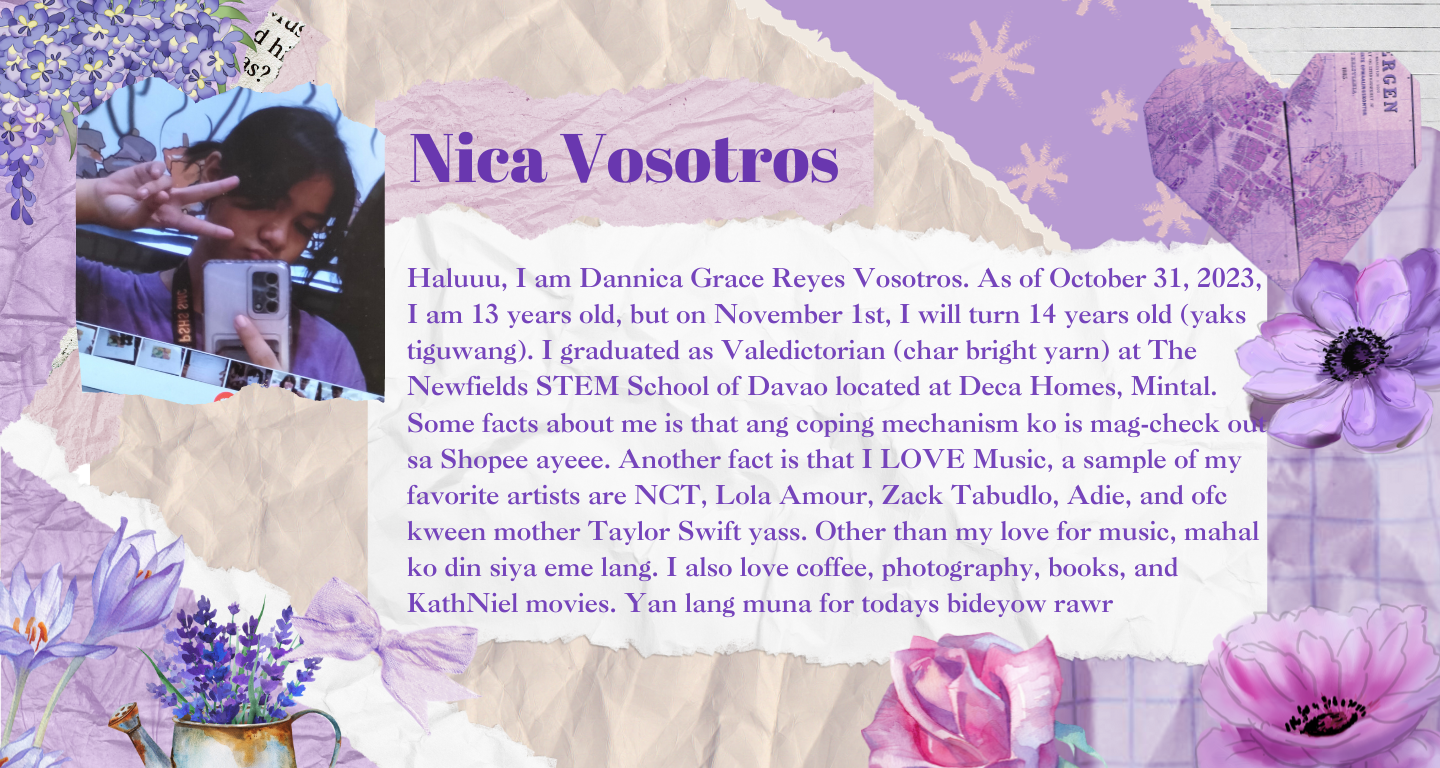 d hi
as?
Nica Vosotros
Haluuu, I am Dannica Grace Reyes Vosotros. As of October 31, 2023,
I am 13 years old, but on November 1st, I will turn 14 years old (yaks
tiguwang). I graduated as Valedictorian (char bright yarn) at The
Newfields STEM School of Davao located at Deca Homes, Mintal.
Some facts about me is that ang coping mechanism ko is mag-check out
sa Shopee ayeee. Another fact is that I LOVE Music, a sample of my
favorite artists are NCT, Lola Amour, Zack Tabudlo, Adie, and ofc
kween mother Taylor Swift yass. Other than my love for music, mahal
ko din siya eme lang. I also love coffee, photography, books, and
KathNiel movies. Yan lang muna for todays bideyow rawr
PSHS SMC
ERGEN